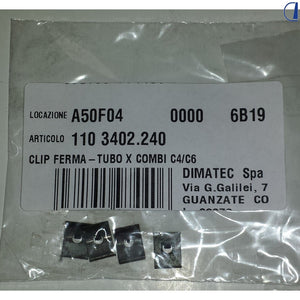 LOCAZIONE A50F04 0000 6B19
ARTICOLO 110 3402.240
CLIP FERMA-TUBO X COMBI C4/C6
DIMATEC Spa
Via G.Galilei, 7
GUANZATE CO